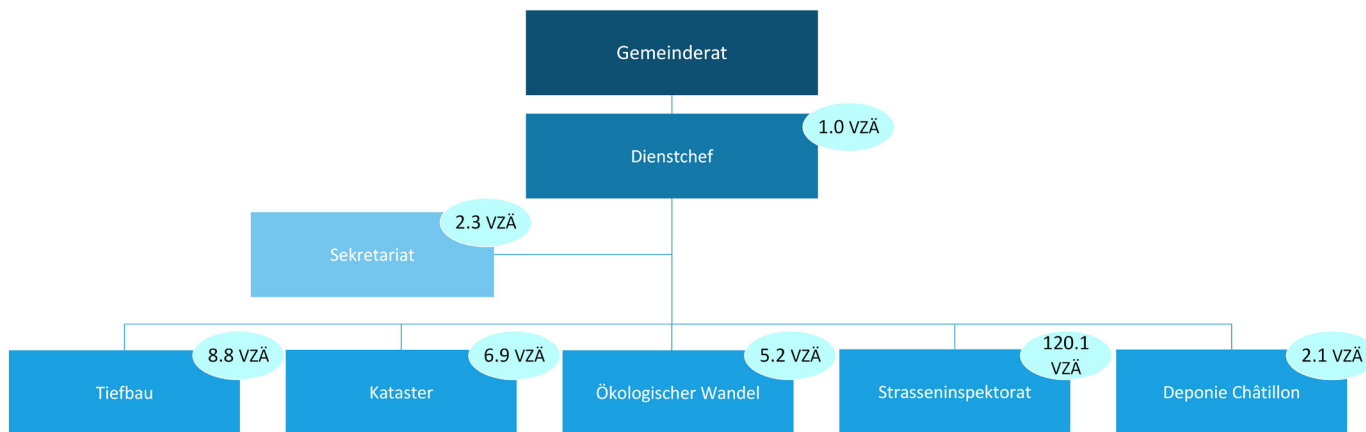 Gemeinderat
1.0 VZÄ
Dienstchef
2.3 VZÄ
Sekretariat
8.8 VZÄ
Tiefbau
6.9 VZÄ
Kataster
5.2 VZÄ
Ökologischer Wandel
120.1
VZÄ
Strasseninspektorat
2.1 VZÄ
Deponie Châtillon